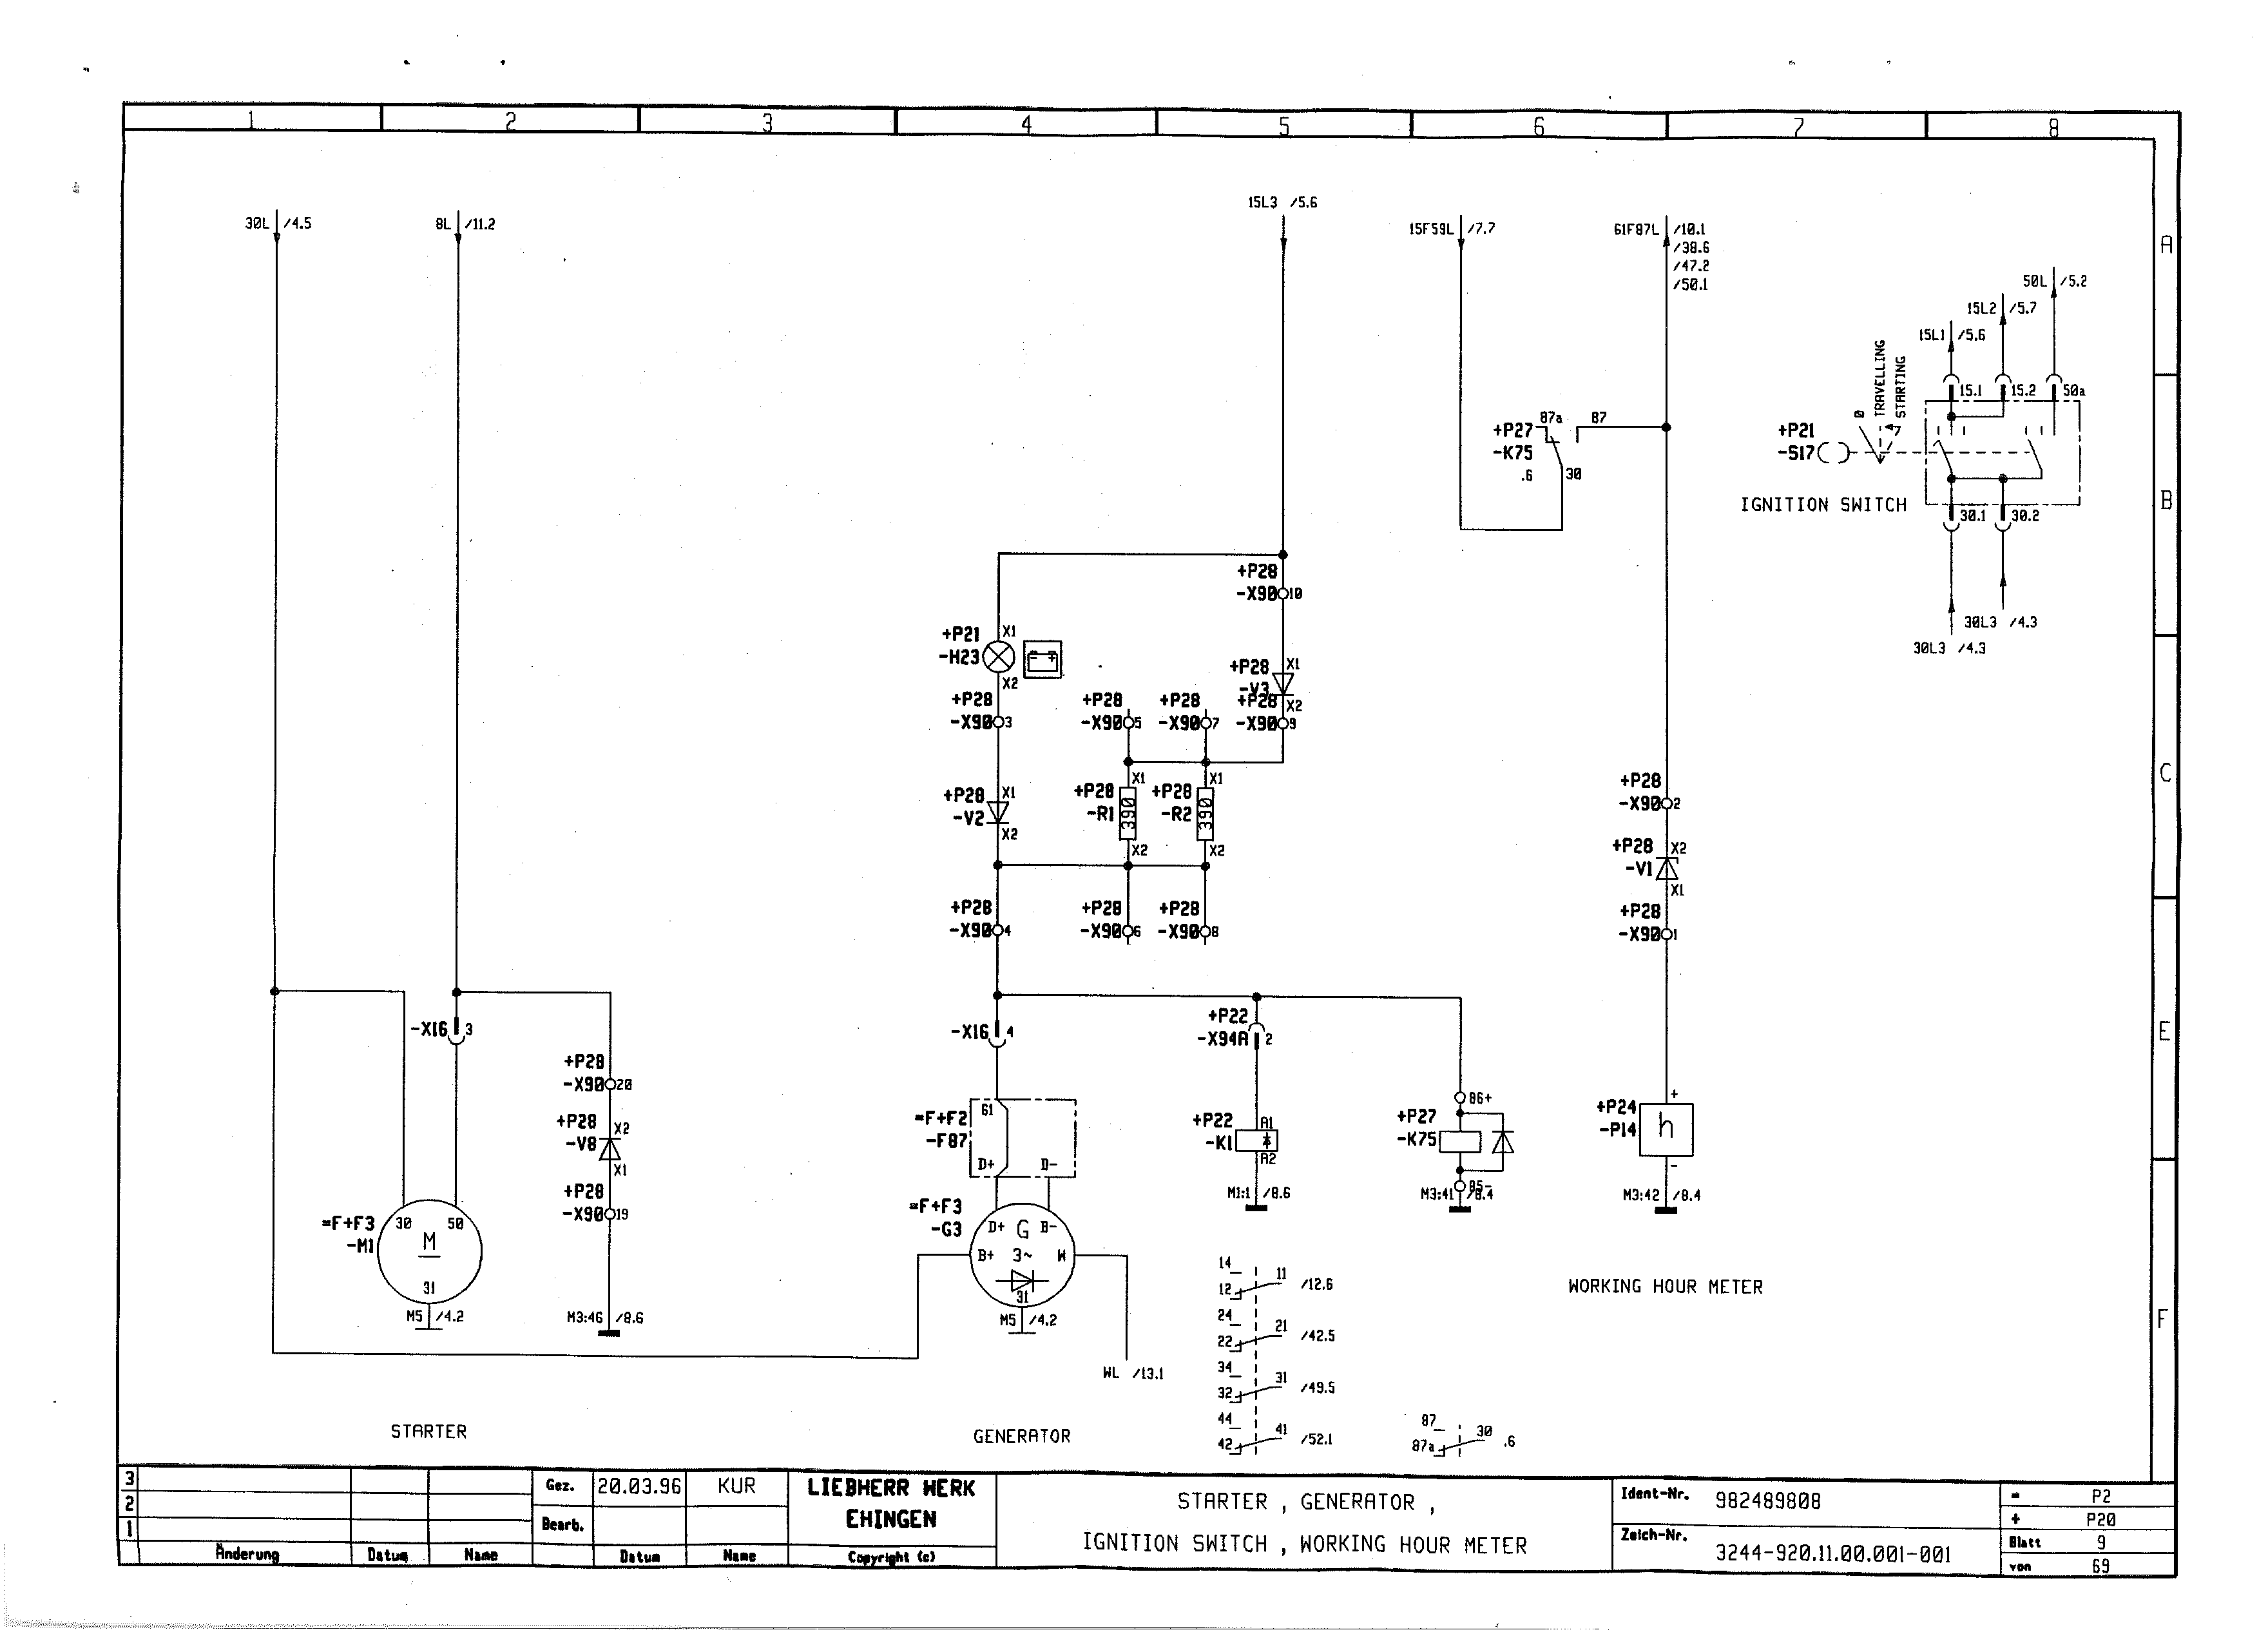 1 2 3 4 5 6 7 8
A
B
C
E
F
30L /4.5
8L /11.2
15L3 /5.6
15F59L /7.7
61F87L /10.1
/38.6
/47.2
/50.1
50L /5.2
15L2 /5.7
15L1 /5.6
0
TRAVELLING
STARTING
15.1 15.2 50a
+P21
-S17
IGNITION SWITCH
30.1 30.2
30L3 /4.3
30L3 /4.3
87a 87
+P27
-K75
.6
30
+P28
-X90 10
+P21 X1
-H23
X2
+P28 X1
-V3
X2
+P28
-X90 3
+P28
-X90 5
+P28
-X90 7
+P28
-X90 9
+P28 X1
-V2
X2
+P28 X1
-R1 390
X2
+P28 X1
-R2 390
X2
+P28
-X90 2
+P28 X2
-V1
X1
+P28
-X90 1
+P28
-X90 4
+P28
-X90 6
+P28
-X90 8
-X16 3
-X16 4
+P22
-X94A 2
+P28
-X90 20
+P28 X2
-V8
X1
+P28
-X90 19
M3:46 /8.6
=F+F3
-M1
30 50
M
31
M5 /4.2
=F+F2
-F87
61
D+ D-
=F+F3
-G3
D+ G B-
B+ 3~ W
31
M5 /4.2
WL /13.1
+P22 A1
-K1
A2
M1:1 /8.6
86+
+P27
-K75
85-
M3:41 /8.4
+P24 +
-P14 h
-
M3:42 /8.4
WORKING HOUR METER
14
12 11 /12.6
24
22 21 /42.5
34
32 31 /49.5
44
42 41 /52.1
87
87a 30 .6
STARTER
GENERATOR
3
2
1
Änderung Datum Name
Gez. 20.03.96 KUR
Bearb.
Datum Name
LIEBHERR WERK
EHINGEN
Copyright (c)
STARTER , GENERATOR ,
IGNITION SWITCH , WORKING HOUR METER
Ident-Nr. 982489808
Zeich-Nr. 3244-920.11.00.001-001
= P2
+ P20
Blatt 9
von 69